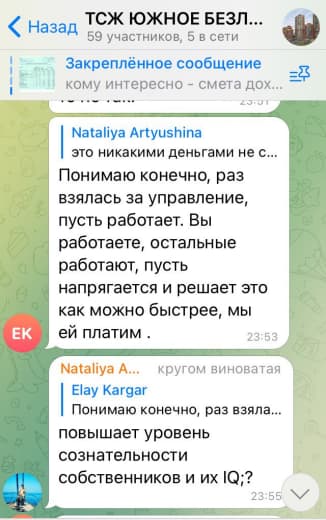 Назад
ТСЖ ЮЖНОЕ БЕЗЛ...
59 участников, 5 в сети
Закреплённое сообщение
кому интересно - смета дох...
23:51
Nataliya Artyushina
это никакими деньгами не с...
Понимаю конечно, раз
взялась за управление,
пусть работает. Вы
работаете, остальные
работают, пусть
напрягается и решает это
как можно быстрее, мы
ей платим .
23:53
EK
Nataliya A...
кругом виноватая
Elay Kargar
Понимаю конечно, раз взяла...
повышает уровень
сознательности
собственников и их IQ;?
23:55